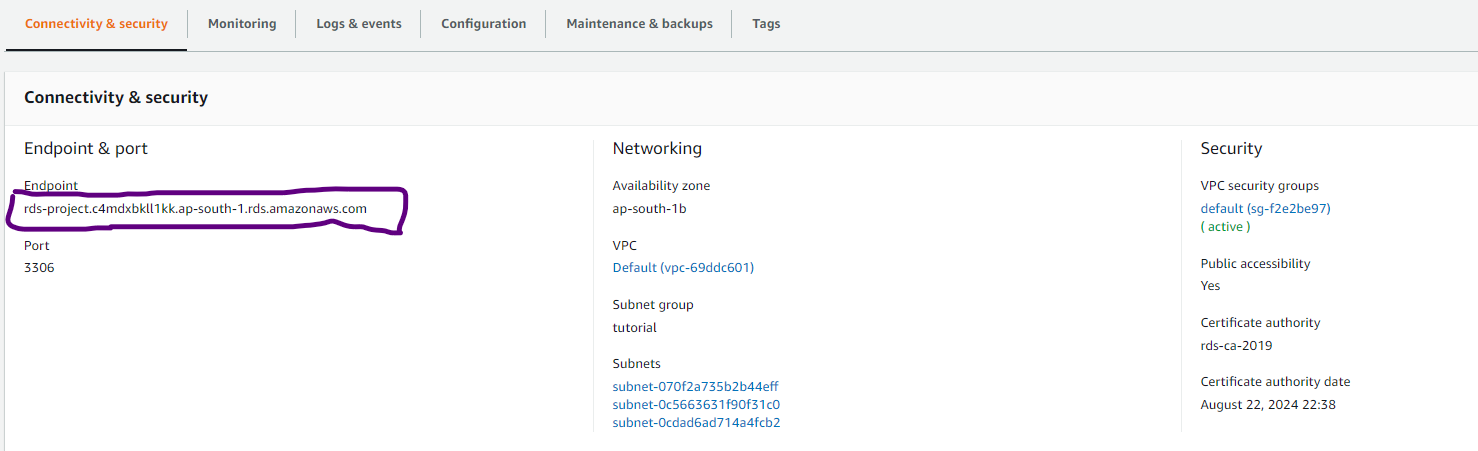 Connectivity & security
Monitoring
Logs & events
Configuration
Maintenance & backups
Tags
Connectivity & security
Endpoint & port
Endpoint
rds-project.c4mdxbkll1kk.ap-south-1.rds.amazonaws.com
Port
3306
Networking
Availability zone
ap-south-1b
VPC
Default (vpc-69ddc601)
Subnet group
tutorial
Subnets
subnet-070f2a735b2b44eff
subnet-0c5663631f90f31c0
subnet-0cdad6ad714a4fcb2
Security
VPC security groups
default (sg-f2e2be97)
( active )
Public accessibility
Yes
Certificate authority
rds-ca-2019
Certificate authority date
August 22, 2024 22:38